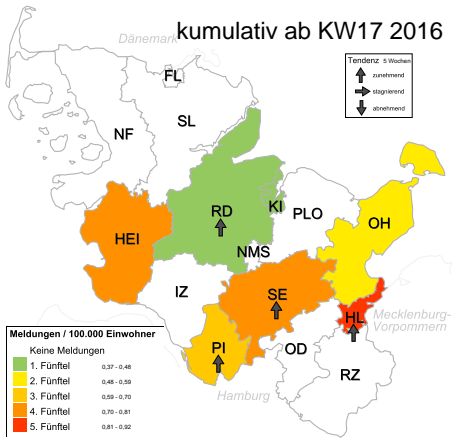 kumulativ ab KW17 2016
Dänemark
Tendenz 5 Wochen
zunehmend
stagnierend
abnehmend
FL
SL
NF
KI
RD
PLO
OH
HEI
NMS
IZ
SE
HL
Mecklenburg-
Vorpommern
PI
OD
RZ
Hamburg
Meldungen / 100.000 Einwohner
Keine Meldungen
1. Fünftel 0,37 - 0,48
2. Fünftel 0,48 - 0,59
3. Fünftel 0,59 - 0,70
4. Fünftel 0,70 - 0,81
5. Fünftel 0,81 - 0,92